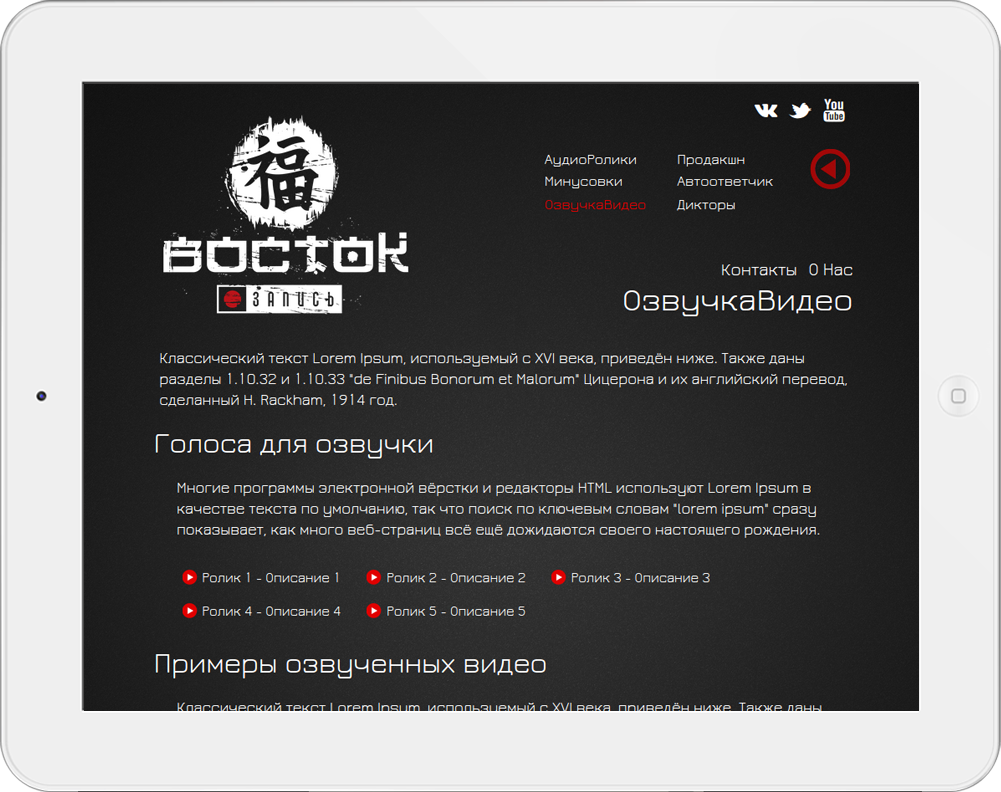 You
Tube
福
ВОСТОК
ЗАПИСЬ
АудиоРолики
Минусовки
ОзвучкаВидео
Продакшн
Автоответчик
Дикторы
Контакты О Нас
ОзвучкаВидео
Классический текст Lorem Ipsum, используемый с XVI века, приведён ниже. Также даны
разделы 1.10.32 и 1.10.33 "de Finibus Bonorum et Malorum" Цицерона и их английский перевод,
сделанный H. Rackham, 1914 год.
Голоса для озвучки
Многие программы электронной вёрстки и редакторы HTML используют Lorem Ipsum в
качестве текста по умолчанию, так что поиск по ключевым словам "lorem ipsum" сразу
показывает, как много веб-страниц всё ещё дожидаются своего настоящего рождения.
Ролик 1 - Описание 1
Ролик 2 - Описание 2
Ролик 3 - Описание 3
Ролик 4 - Описание 4
Ролик 5 - Описание 5
Примеры озвученных видео
Классический текст Lorem Ipsum, используемый с XVI века, приведён ниже. Также даны